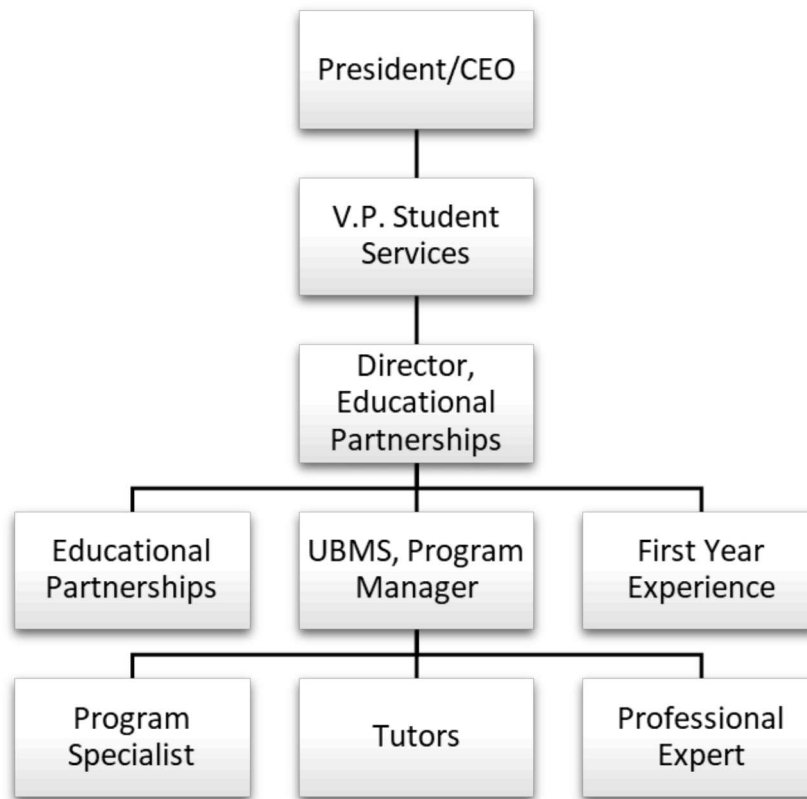 President/CEO
V.P. Student
Services
Director,
Educational
Partnerships
Educational
Partnerships
UBMS, Program
Manager
First Year
Experience
Program
Specialist
Tutors
Professional
Expert